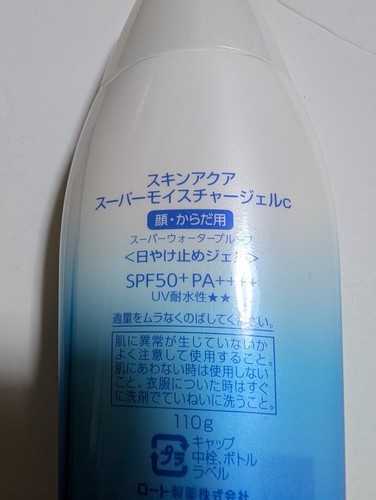 スキンアクア
スーパーモイスチャージェルc
顔・からだ用
スーパーウォータープルーフ
<日やけ止めジェル>
SPF50+ PA++++
UV耐水性★★
適量をムラなくのばしてください。
肌に異常が生じていないか
よく注意して使用すること。
肌にあわない時は使用しない
こと。衣服についた時はすぐ
に洗剤でていねいに洗うこと。
110g
プラ
キャップ
中栓、ボトル
ラベル
ロート製薬株式会社